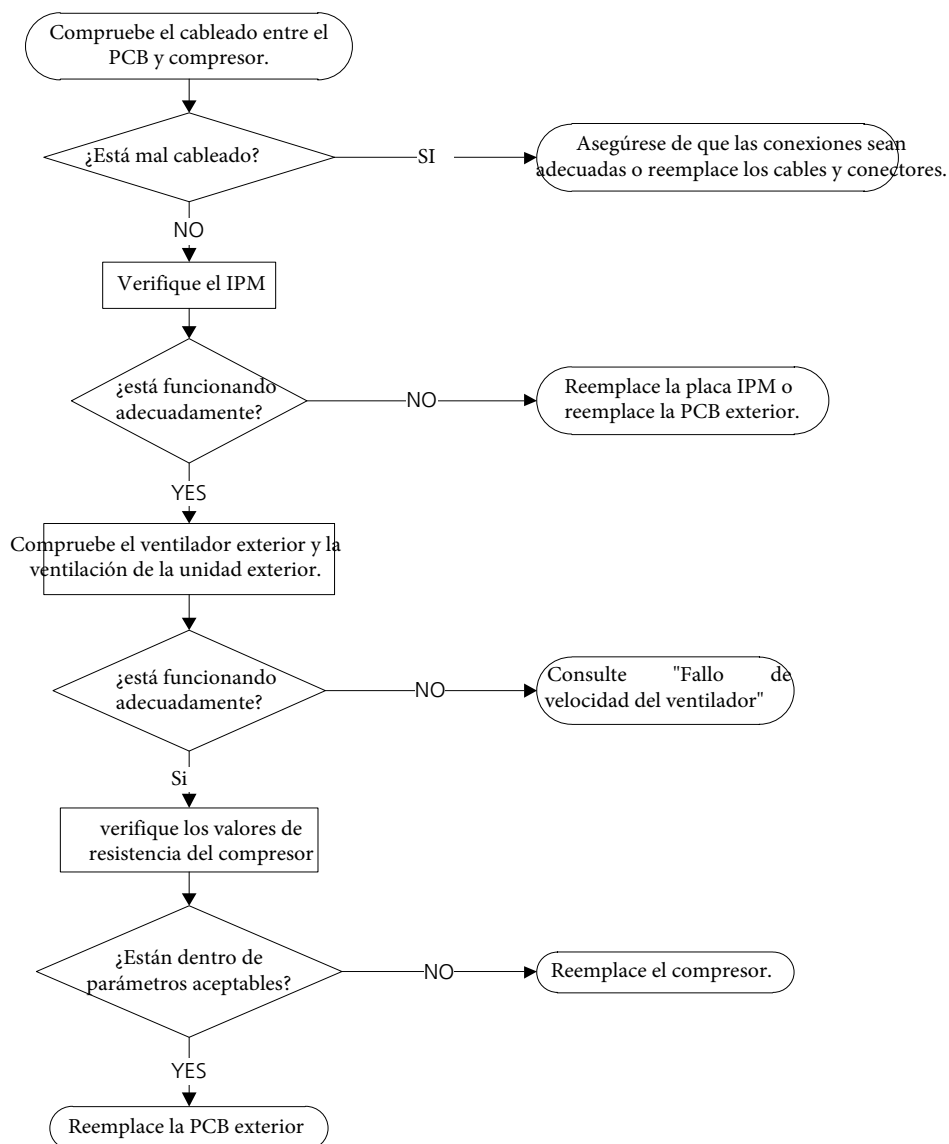 Compruebe el cableado entre el
PCB y compresor.
¿Está mal cableado?
SI
Asegúrese de que las conexiones sean
adecuadas o reemplace los cables y conectores.
NO
Verifique el IPM
¿está funcionando
adecuadamente?
NO
Reemplace la placa IPM o
reemplace la PCB exterior.
YES
Compruebe el ventilador exterior y la
ventilación de la unidad exterior.
¿está funcionando
adecuadamente?
NO
Consulte "Fallo de
velocidad del ventilador"
Si
verifique los valores de
resistencia del compresor
¿Están dentro de
parámetros aceptables?
NO
Reemplace el compresor.
YES
Reemplace la PCB exterior